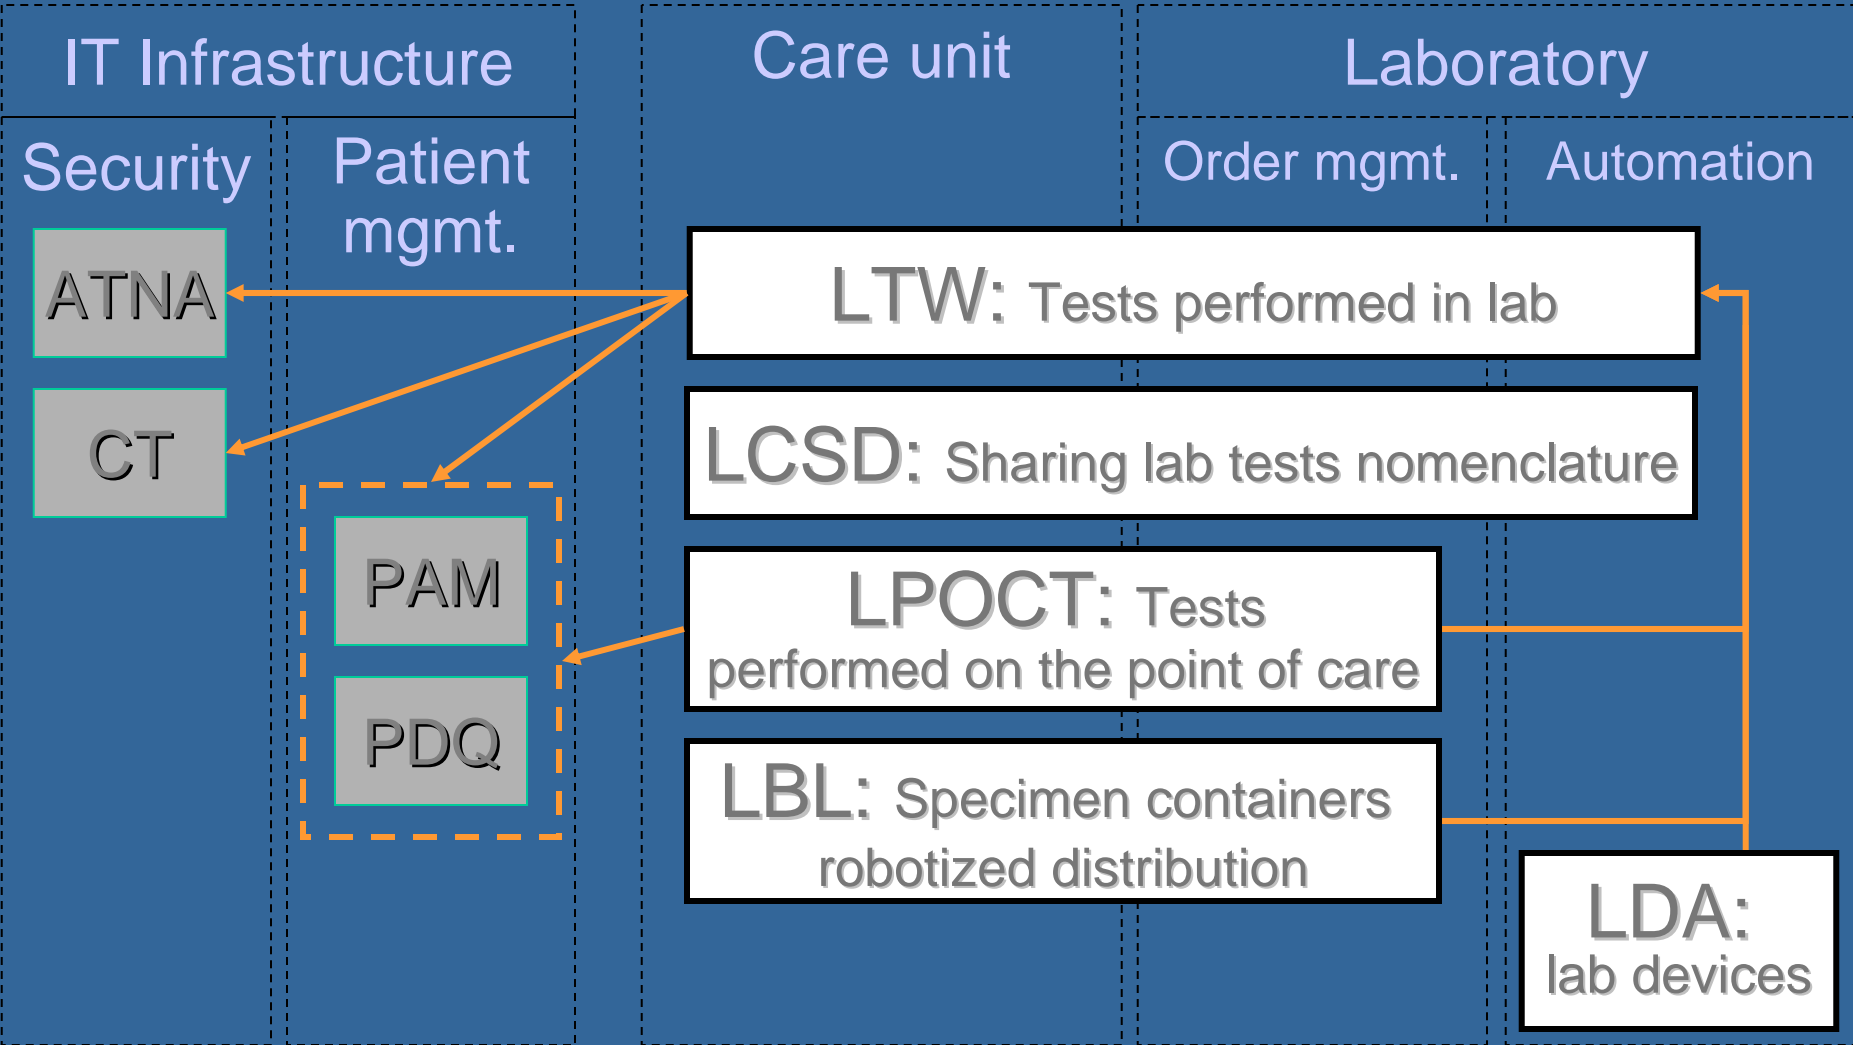 IT Infrastructure
Care unit
Laboratory
Security
Patient
mgmt.
Order mgmt.
Automation
ATNA
CT
PAM
PDQ
LTW: Tests performed in lab
LCSD: Sharing lab tests nomenclature
LPOCT: Tests
performed on the point of care
LBL: Specimen containers
robotized distribution
LDA:
lab devices